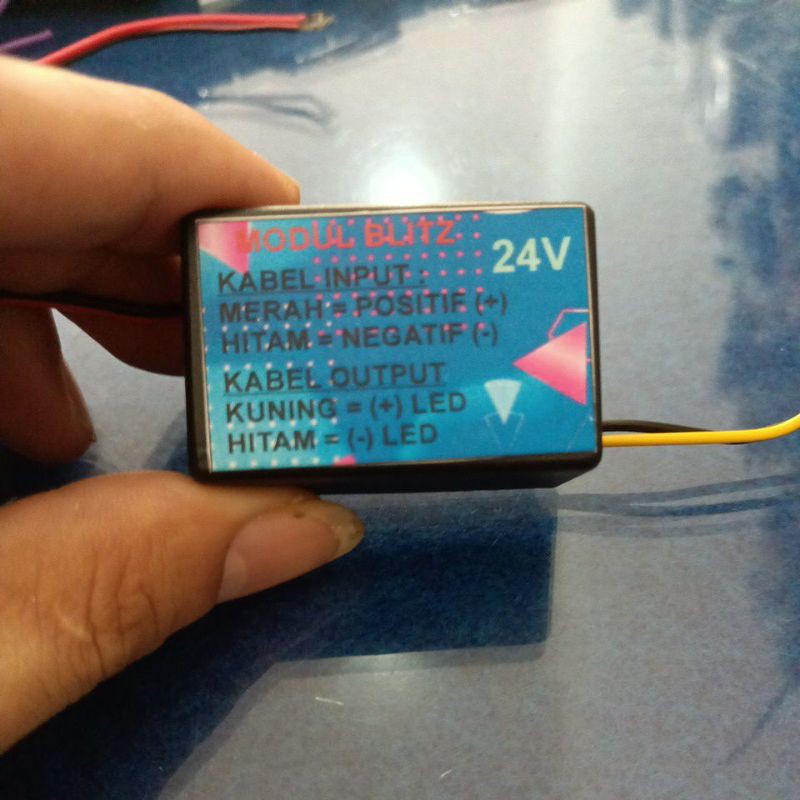 MODUL BLITZ
24V
KABEL INPUT :
MERAH = POSITIF (+)
HITAM = NEGATIF (-)
KABEL OUTPUT
KUNING = (+) LED
HITAM = (-) LED